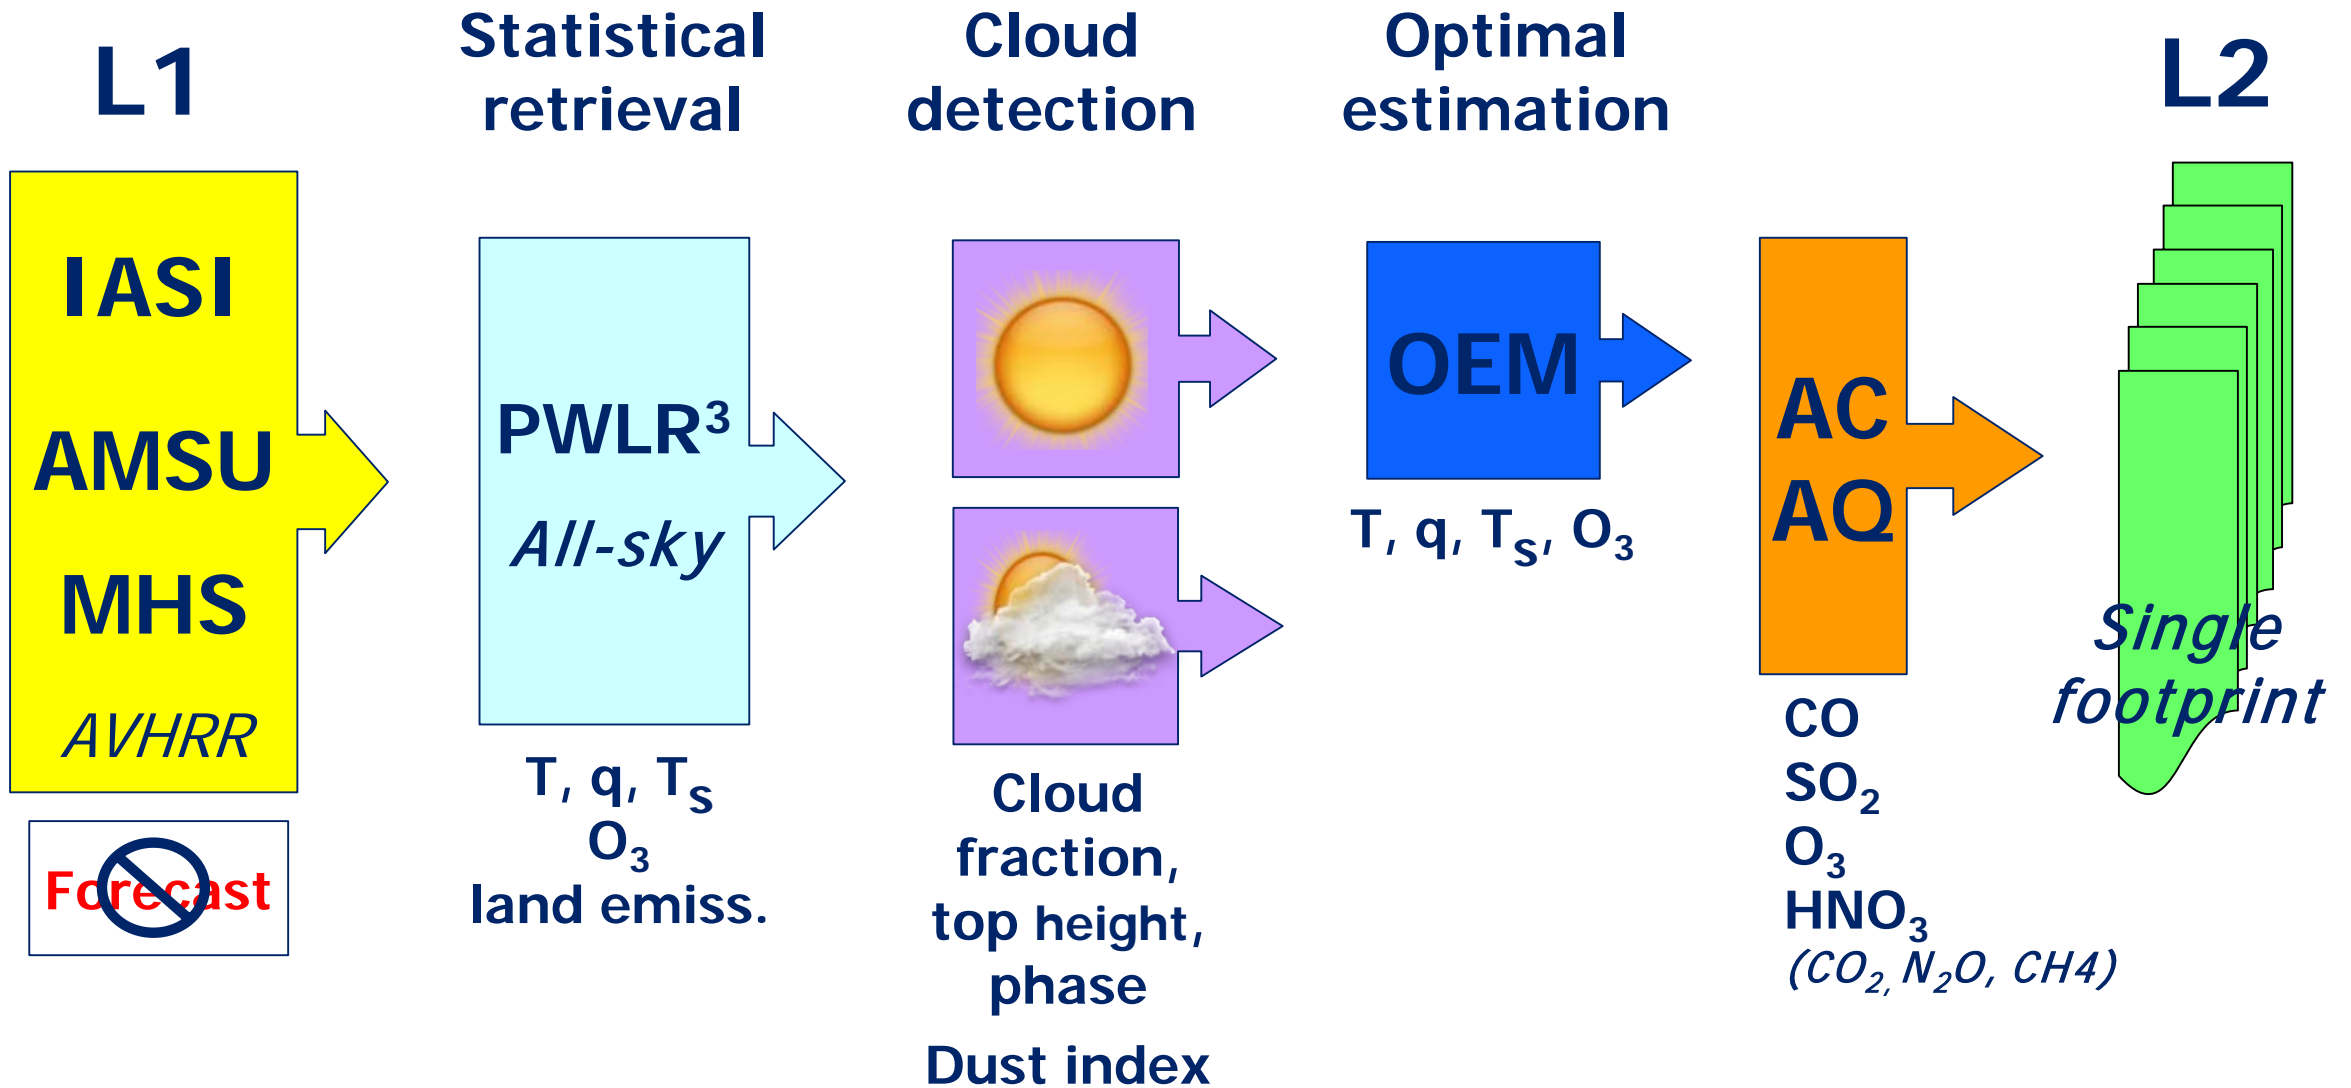 L1
IASI
AMSU
MHS
AVHRR
Forecast
Statistical
retrieval
PWLR³
All-sky
T, q, Tₛ
O₃
land emiss.
Cloud
detection
Cloud
fraction,
top height,
phase
Dust index
Optimal
estimation
OEM
T, q, Tₛ, O₃
AC
AQ
CO
SO₂
O₃
HNO₃
(CO₂, N₂O, CH4)
L2
Single
footprint